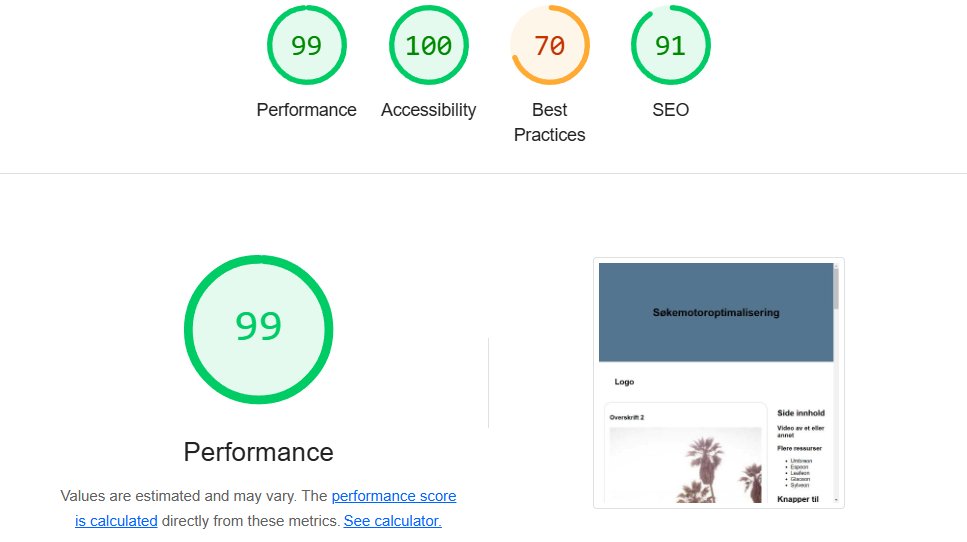 99
100
70
91
Performance
Accessibility
Best
Practices
SEO
99
Performance
Values are estimated and may vary. The performance score
is calculated directly from these metrics. See calculator.
Søkemotoroptimalisering
Logo
Overskrift 2
Side innhold
Video av et eller
annet
Flere ressurser
Umbreon
Espeon
Leafeon
Glaceon
Sylveon
Knapper til